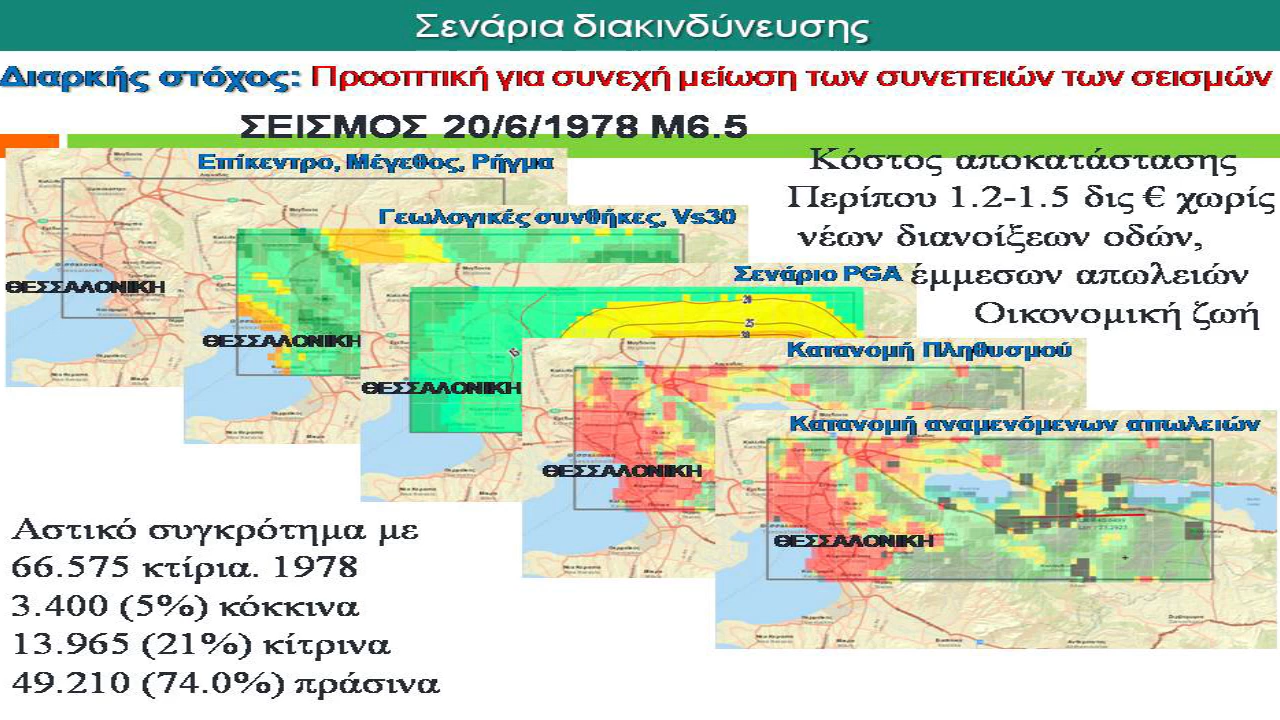 Σενάρια διακινδύνευσης
Διαρκής στόχος: Προοπτική για συνεχή μείωση των συνεπειών των σεισμών
ΣΕΙΣΜΟΣ 20/6/1978 Μ6.5
Επίκεντρο, Μέγεθος, Ρήγμα
ΘΕΣΣΑΛΟΝΙΚΗ
Γεωλογικές συνθήκες, Vs30
ΘΕΣΣΑΛΟΝΙΚΗ
Σενάριο PGA
20
25
ΘΕΣΣΑΛΟΝΙΚΗ
Κατανομή Πληθυσμού
ΘΕΣΣΑΛΟΝΙΚΗ
Κατανομή αναμενόμενων απωλειών
ΘΕΣΣΑΛΟΝΙΚΗ
Κόστος αποκατάστασης
Περίπου 1.2-1.5 δις € χωρίς
νέων διανοίξεων οδών,
έμμεσων απωλειών
Οικονομική ζωή
Αστικό συγκρότημα με
66.575 κτίρια. 1978
3.400 (5%) κόκκινα
13.965 (21%) κίτρινα
49.210 (74.0%) πράσινα